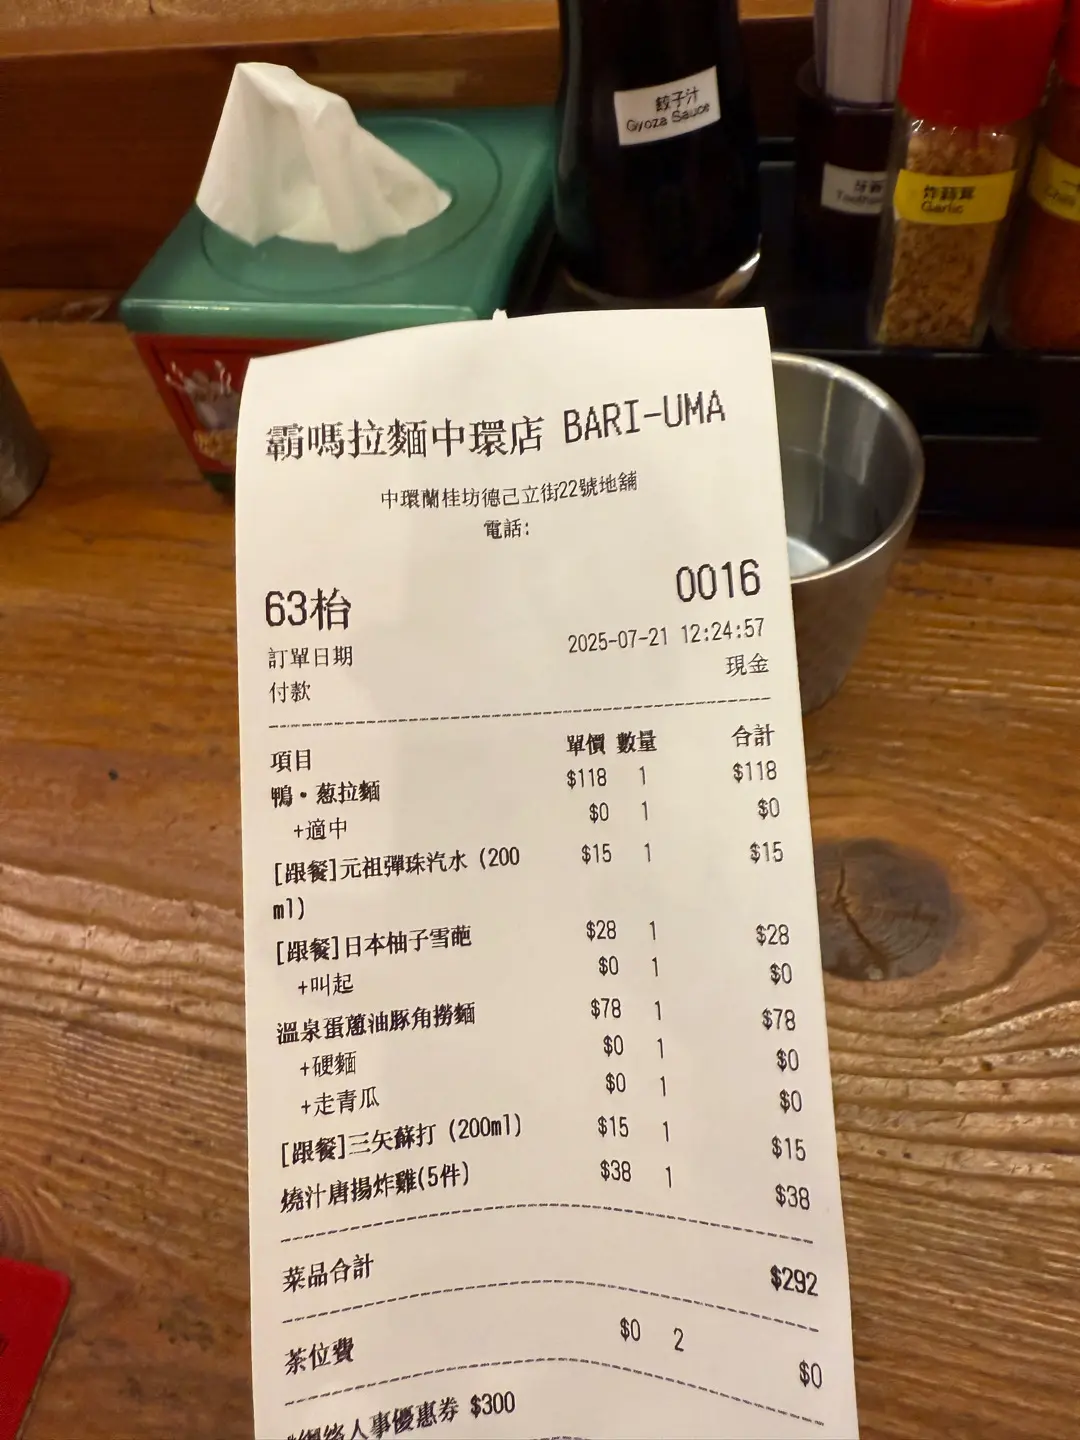 餃子汁
Gyoza Sauce
炸蒜茸
Garlic
霸嗎拉麵中環店 BARI-UMA
中環蘭桂坊德己立街22號地舖
電話:
63枱 0016
訂單日期 2025-07-21 12:24:57
付款 現金
項目 單價 數量 合計
鴨·葱拉麵 $118 1 $118
+適中 $0 1 $0
[跟餐]元祖彈珠汽水 (200 $15 1 $15
ml)
[跟餐]日本柚子雪葩 $28 1 $28
+叫起 $0 1 $0
溫泉蛋蔥油豚角撈麵 $78 1 $78
+硬麵 $0 1 $0
+走青瓜 $0 1 $0
[跟餐]三矢蘇打 (200ml) $15 1 $15
燒汁唐揚炸雞(5件) $38 1 $38
菜品合計 $292
茶位費 $0 2 $0
人事優惠券 $300